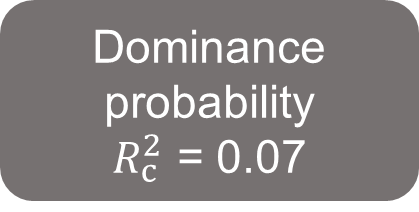 Dominance
probability
R²c = 0.07